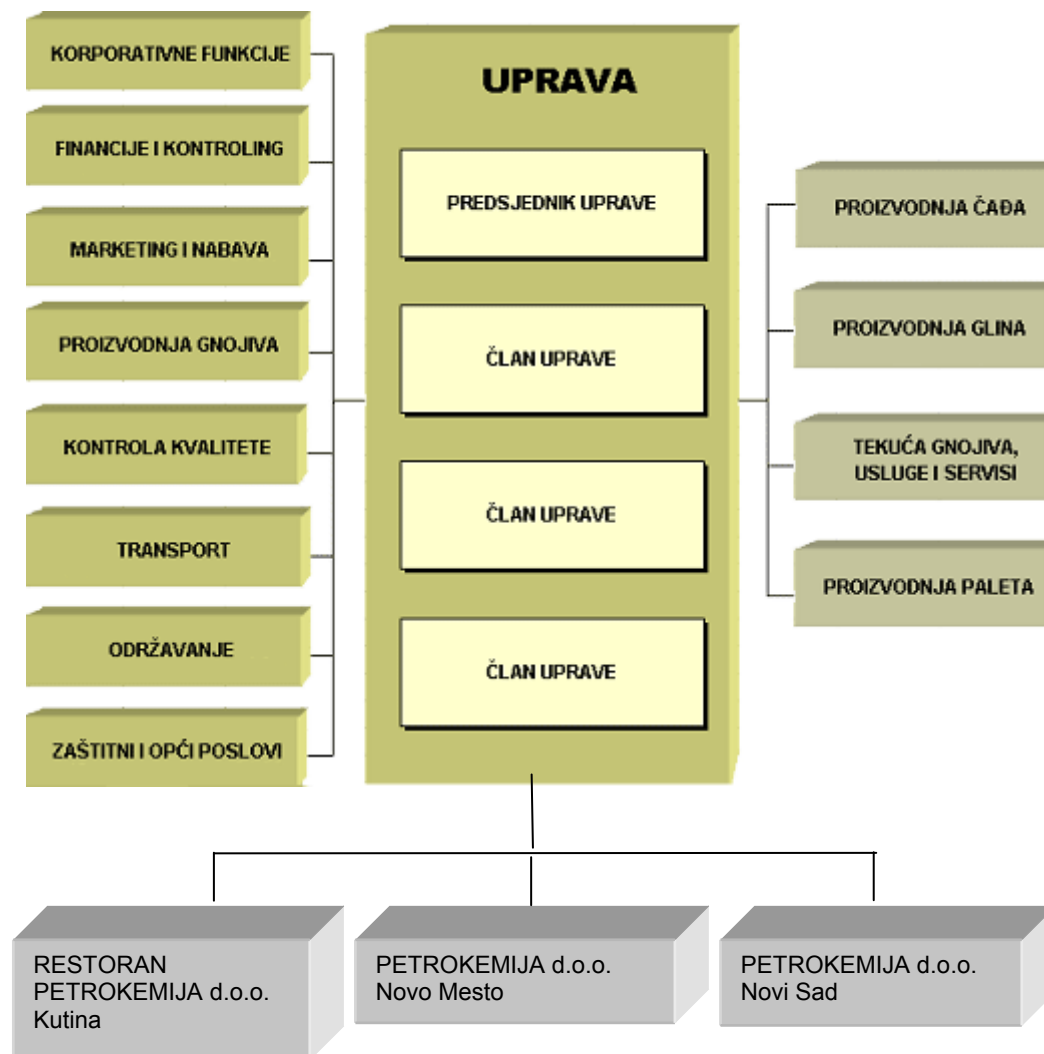 KORPORATIVNE FUNKCIJE
FINANCIJE I KONTROLING
MARKETING I NABAVA
PROIZVODNJA GNOJIVA
KONTROLA KVALITETE
TRANSPORT
ODRŽAVANJE
ZAŠTITNI I OPĆI POSLOVI
UPRAVA
PREDSJEDNIK UPRAVE
ČLAN UPRAVE
ČLAN UPRAVE
ČLAN UPRAVE
PROIZVODNJA ČAĐA
PROIZVODNJA GLINA
TEKUĆA GNOJIVA,
USLUGE I SERVISI
PROIZVODNJA PALETA
RESTORAN
PETROKEMIJA d.o.o.
Kutina
PETROKEMIJA d.o.o.
Novo Mesto
PETROKEMIJA d.o.o.
Novi Sad